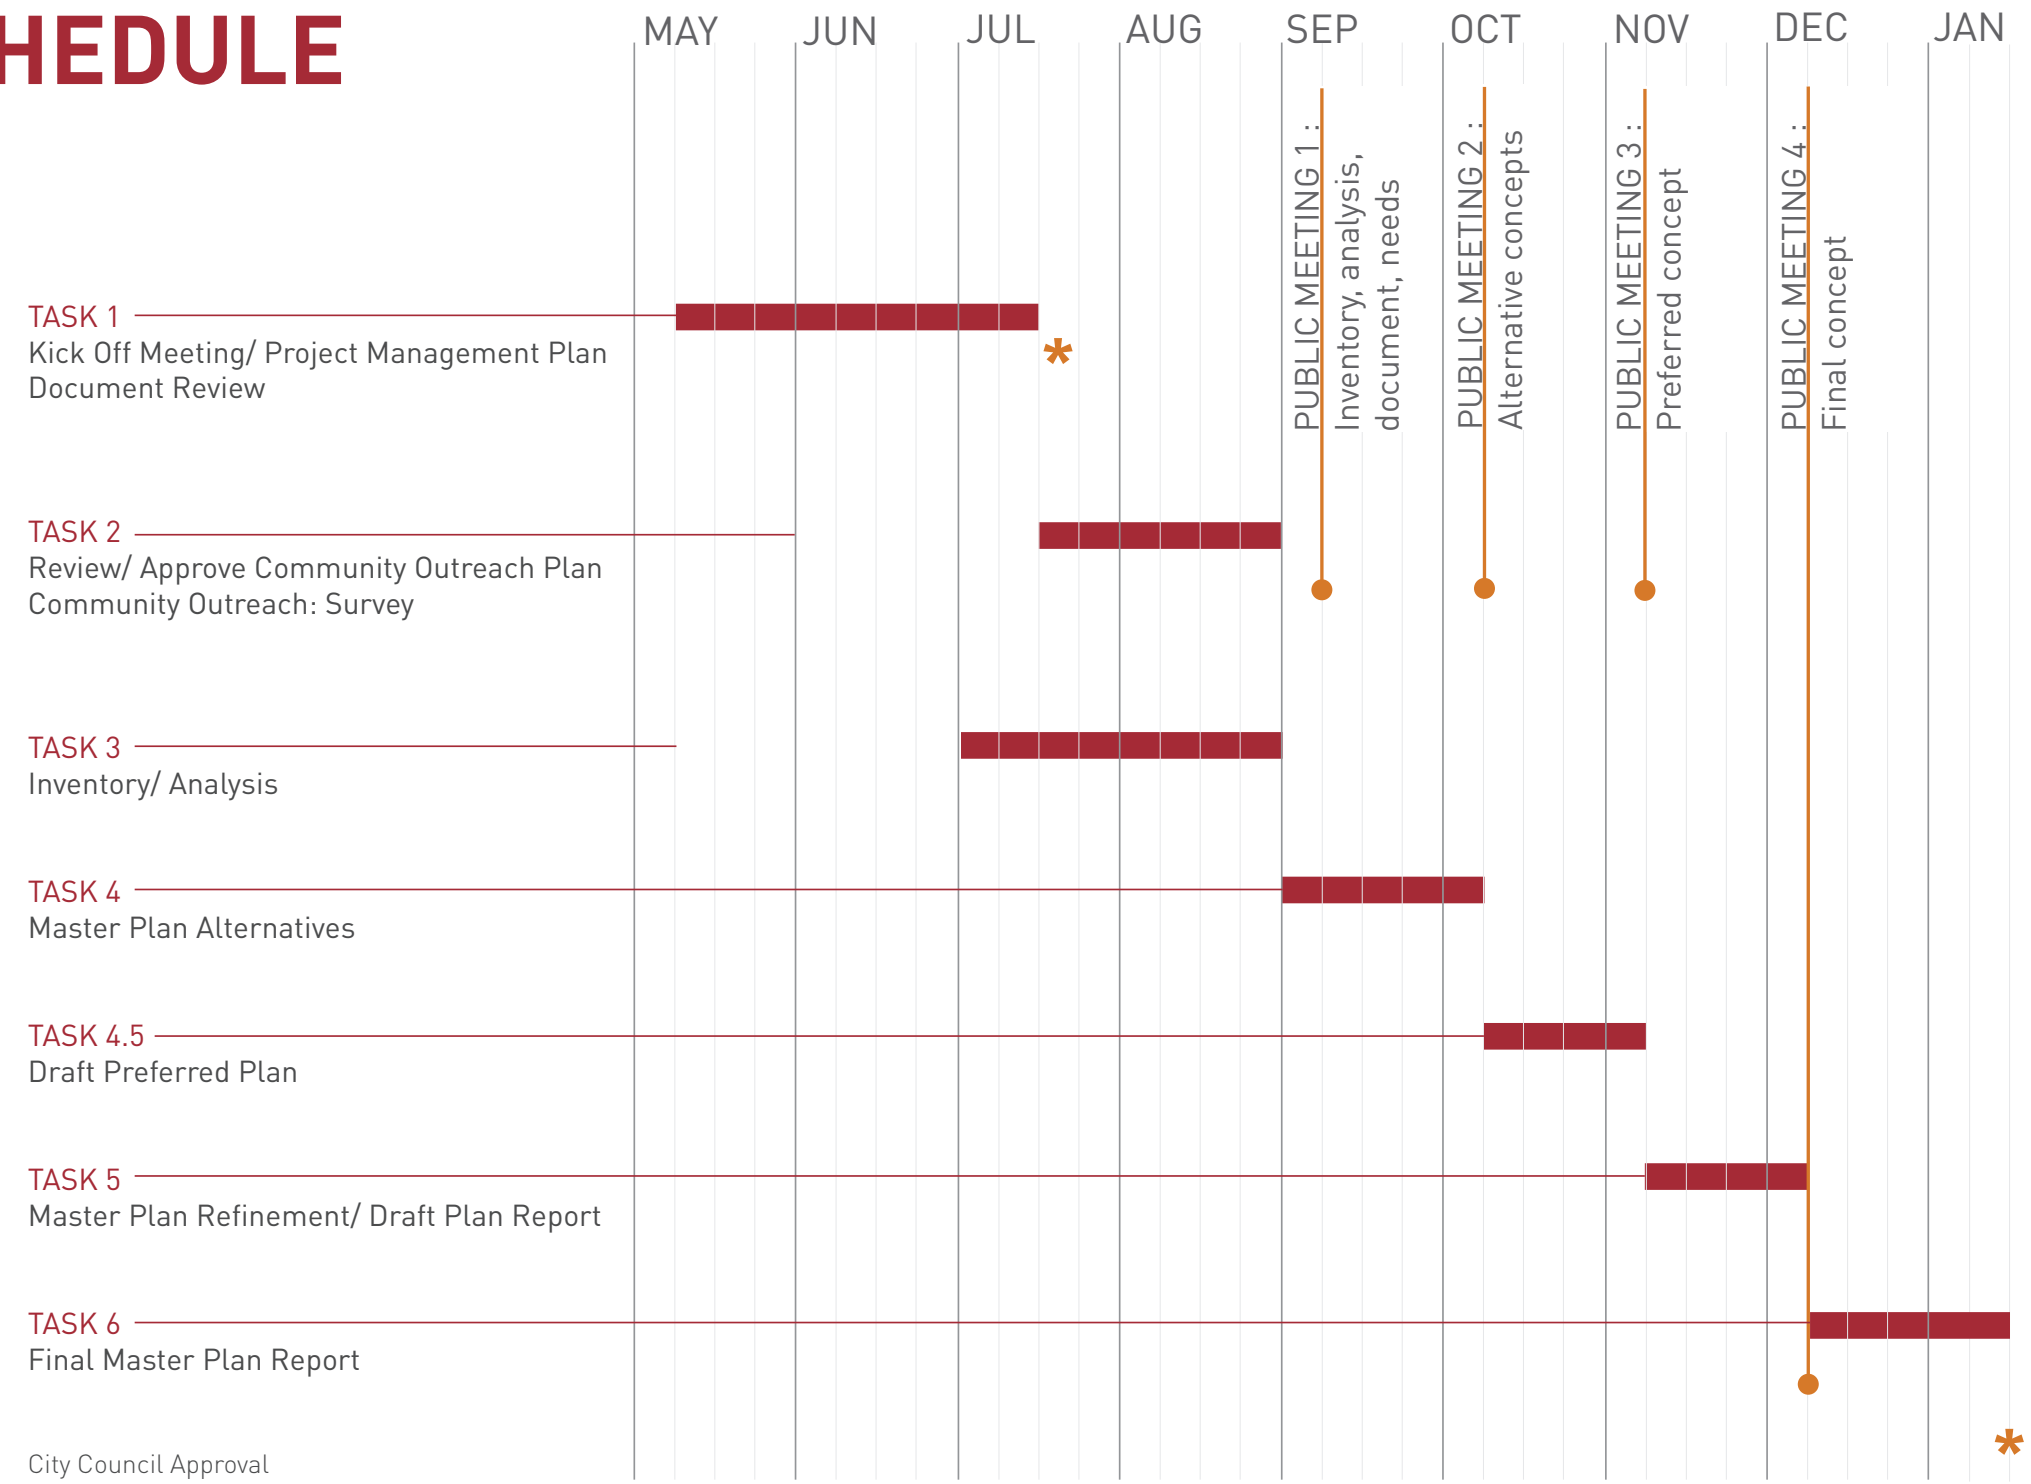 HEDULE
MAY JUN JUL AUG SEP OCT NOV DEC JAN
PUBLIC MEETING 1 ::
Inventory, analysis,
document, needs
PUBLIC MEETING 2 ::
Alternative concepts
PUBLIC MEETING 3 ::
Preferred concept
PUBLIC MEETING 4 ::
Final concept
TASK 1
Kick Off Meeting/ Project Management Plan
Document Review
*
TASK 2
Review/ Approve Community Outreach Plan
Community Outreach: Survey
TASK 3
Inventory/ Analysis
TASK 4
Master Plan Alternatives
TASK 4.5
Draft Preferred Plan
TASK 5
Master Plan Refinement/ Draft Plan Report
TASK 6
Final Master Plan Report
*
City Council Approval